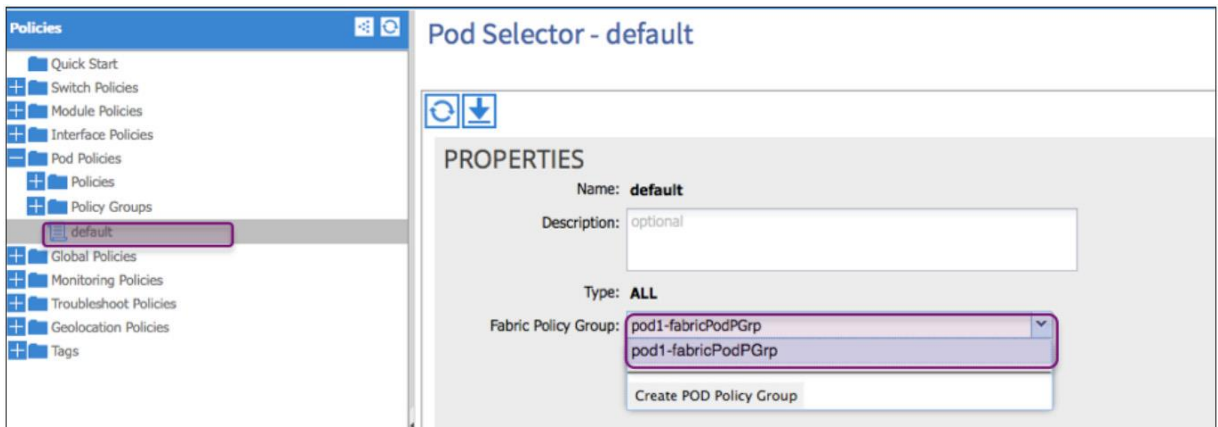 Policies
Quick Start
Switch Policies
Module Policies
Interface Policies
Pod Policies
Policies
Policy Groups
default
Global Policies
Monitoring Policies
Troubleshoot Policies
Geolocation Policies
Tags
Pod Selector - default
PROPERTIES
Name: default
Description: optional
Type: ALL
Fabric Policy Group: pod1-fabricPodPGrp
pod1-fabricPodPGrp
Create POD Policy Group